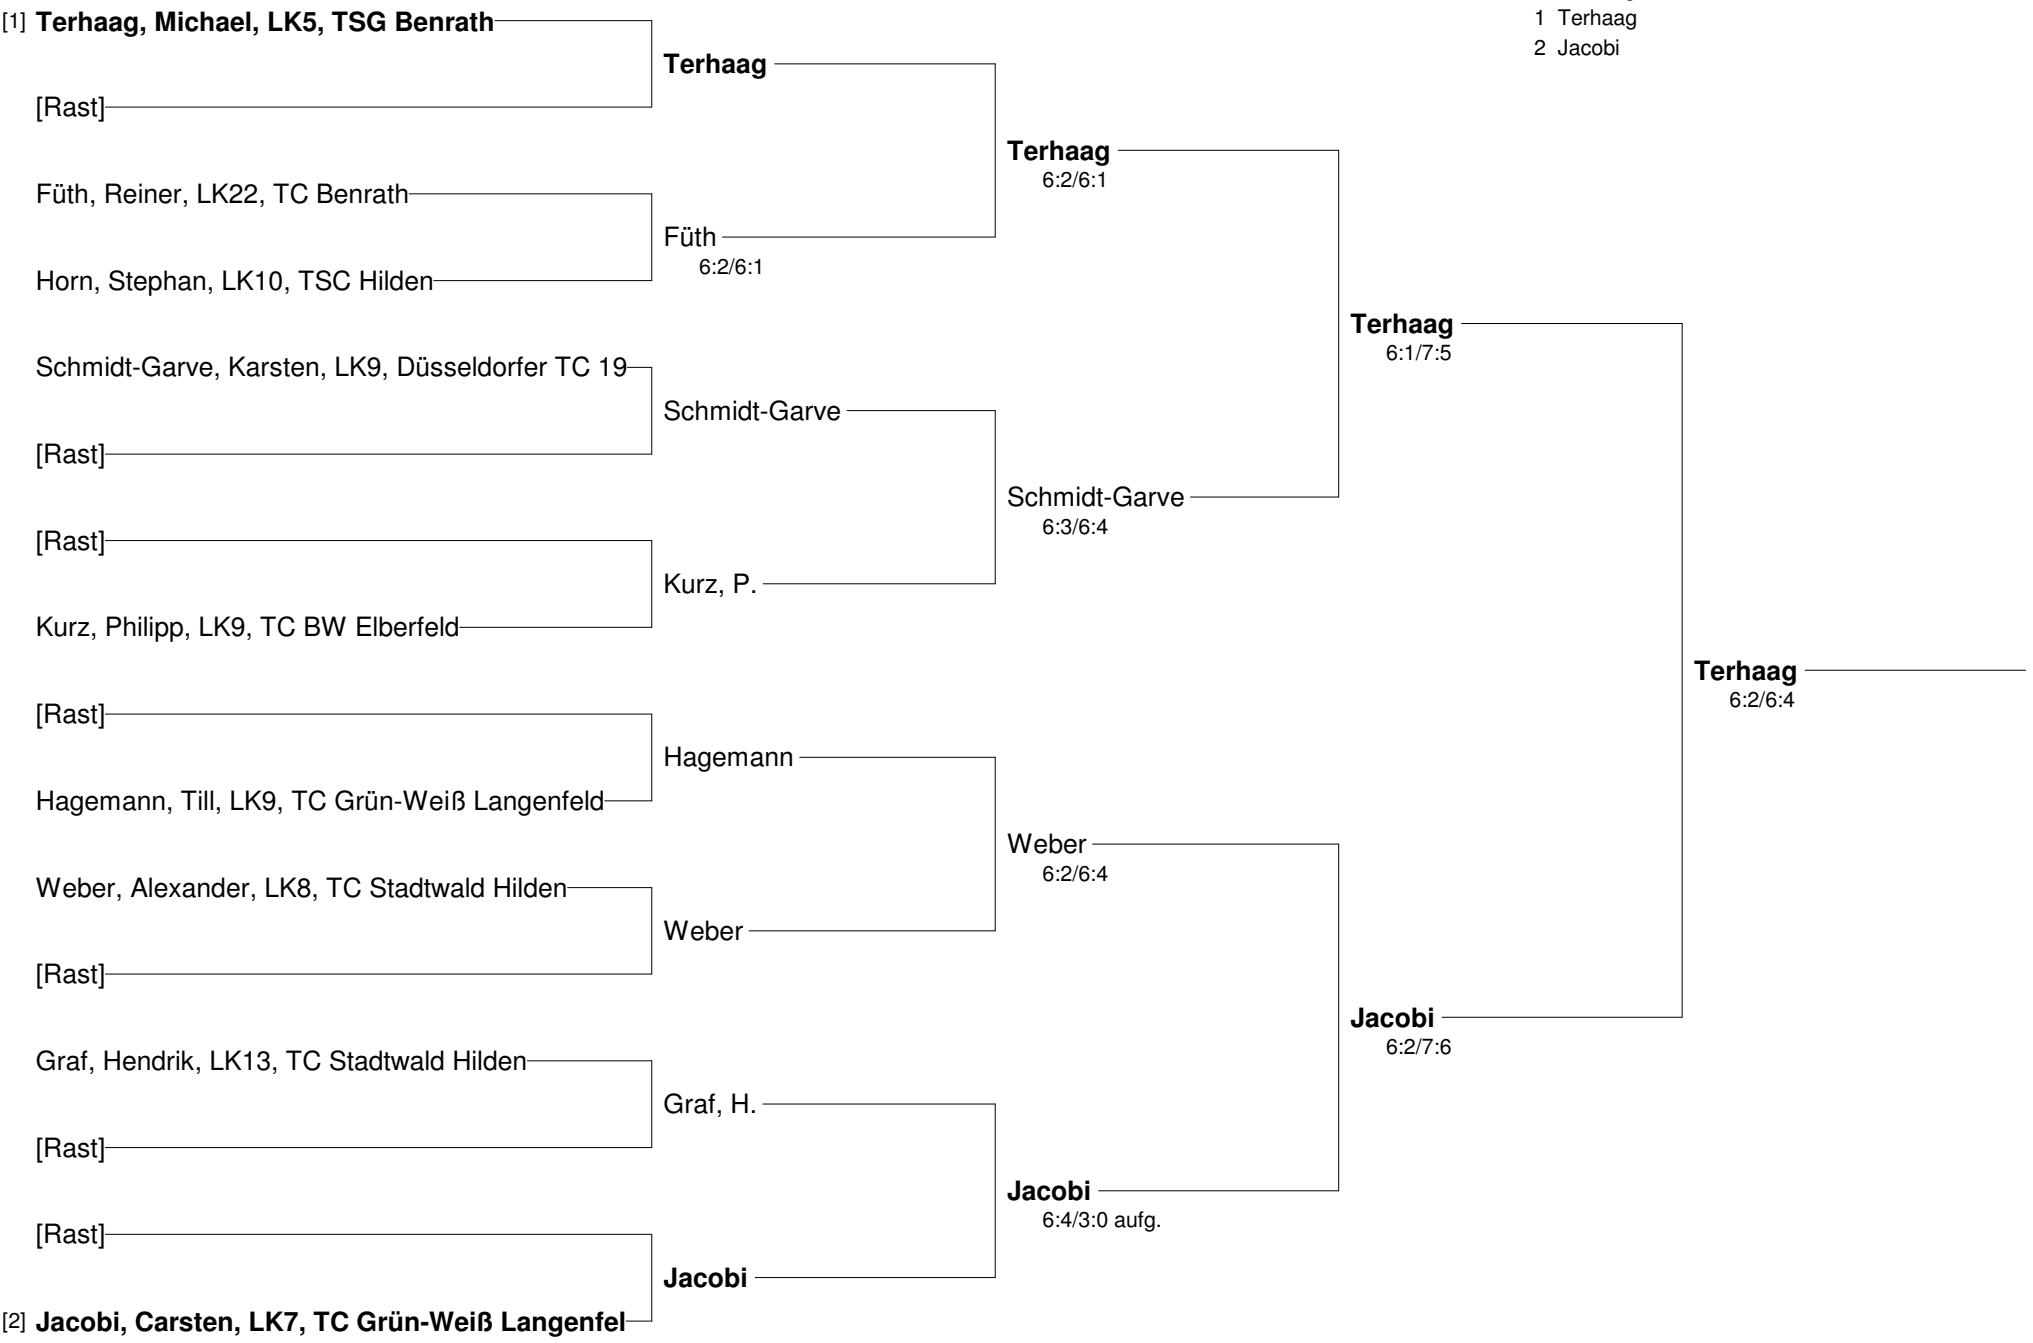 [1] Terhaag, Michael, LK5, TSG Benrath
[Rast]
Füth, Reiner, LK22, TC Benrath
Horn, Stephan, LK10, TSC Hilden
Schmidt-Garve, Karsten, LK9, Düsseldorfer TC 19
[Rast]
[Rast]
Kurz, Philipp, LK9, TC BW Elberfeld
[Rast]
Hagemann, Till, LK9, TC Grün-Weiß Langenfeld
Weber, Alexander, LK8, TC Stadtwald Hilden
[Rast]
Graf, Hendrik, LK13, TC Stadtwald Hilden
[Rast]
[Rast]
[2] Jacobi, Carsten, LK7, TC Grün-Weiß Langenfel
Terhaag
Füth
6:2/6:1
Schmidt-Garve
Kurz, P.
Hagemann
Weber
Graf, H.
Jacobi
Terhaag
6:2/6:1
Schmidt-Garve
6:3/6:4
Weber
6:2/6:4
Jacobi
6:4/3:0 aufg.
Terhaag
6:1/7:5
Jacobi
6:2/7:6
Terhaag
6:2/6:4
1 Terhaag
2 Jacobi